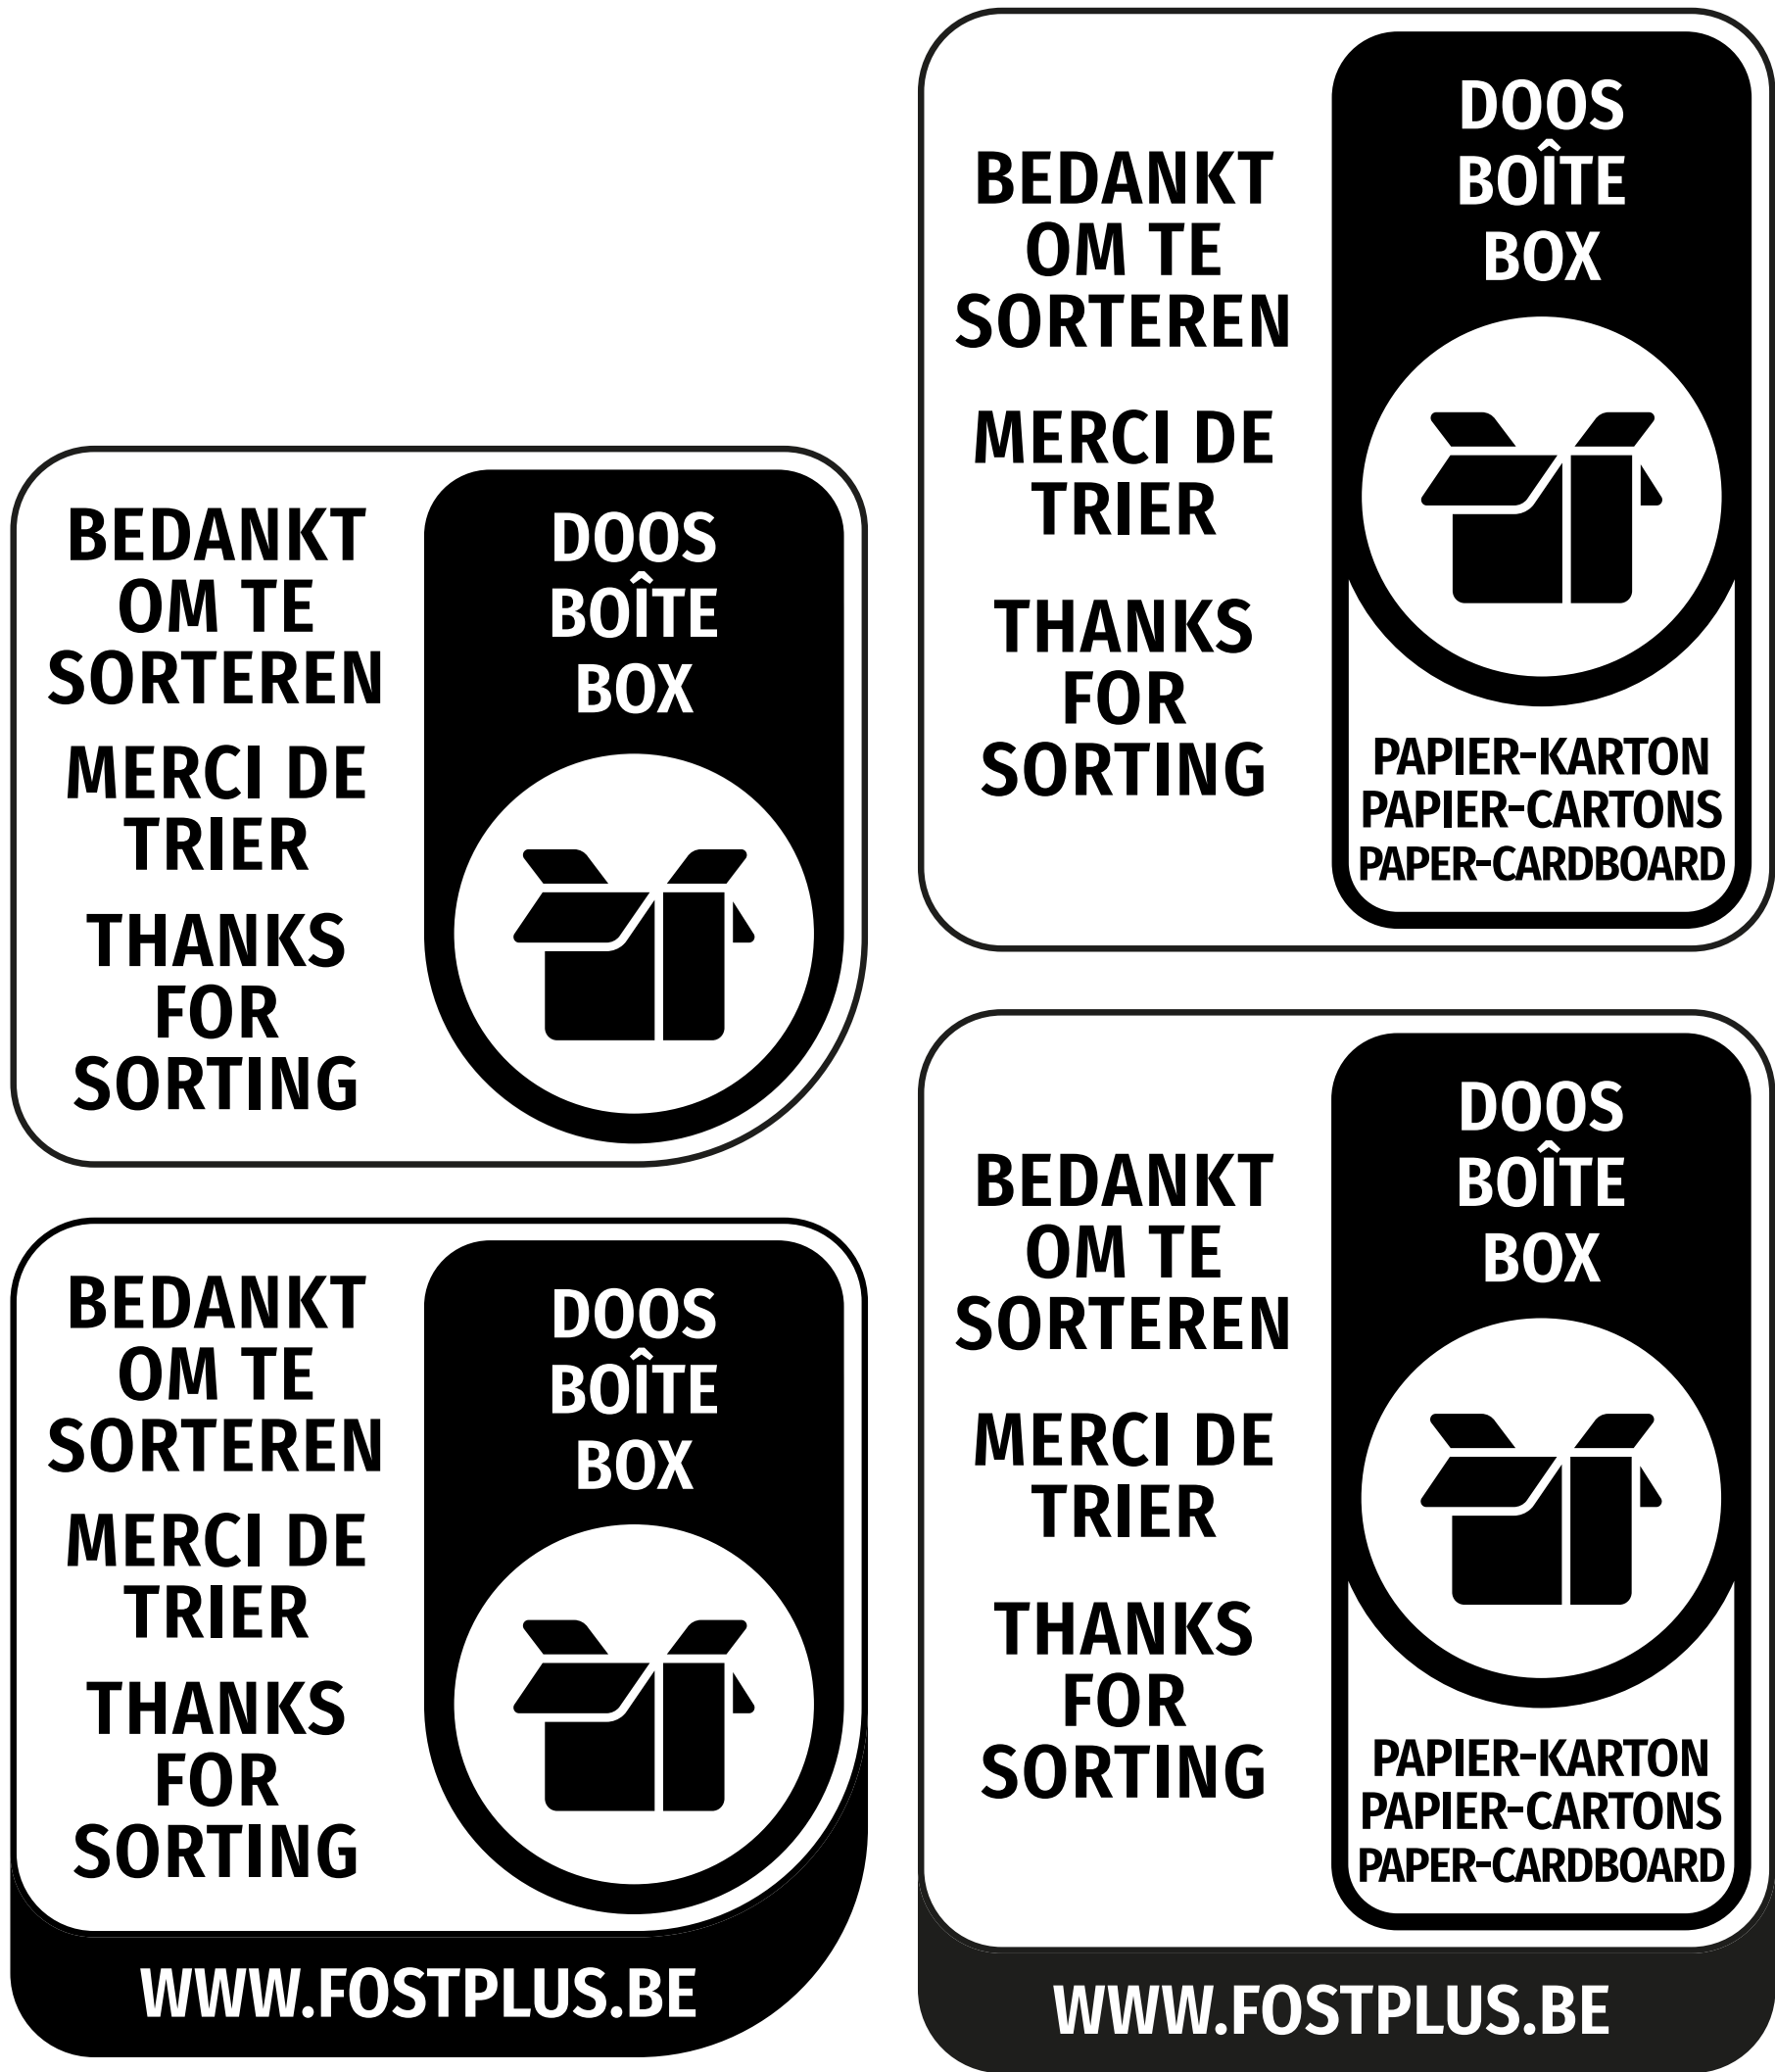 BEDANKT
OM TE
SORTEREN
MERCI DE
TRIER
THANKS
FOR
SORTING
DOOS
BOÎTE
BOX
BEDANKT
OM TE
SORTEREN
MERCI DE
TRIER
THANKS
FOR
SORTING
DOOS
BOÎTE
BOX
PAPIER-KARTON
PAPIER-CARTONS
PAPER-CARDBOARD
BEDANKT
OM TE
SORTEREN
MERCI DE
TRIER
THANKS
FOR
SORTING
DOOS
BOÎTE
BOX
WWW.FOSTPLUS.BE
BEDANKT
OM TE
SORTEREN
MERCI DE
TRIER
THANKS
FOR
SORTING
DOOS
BOÎTE
BOX
PAPIER-KARTON
PAPIER-CARTONS
PAPER-CARDBOARD
WWW.FOSTPLUS.BE